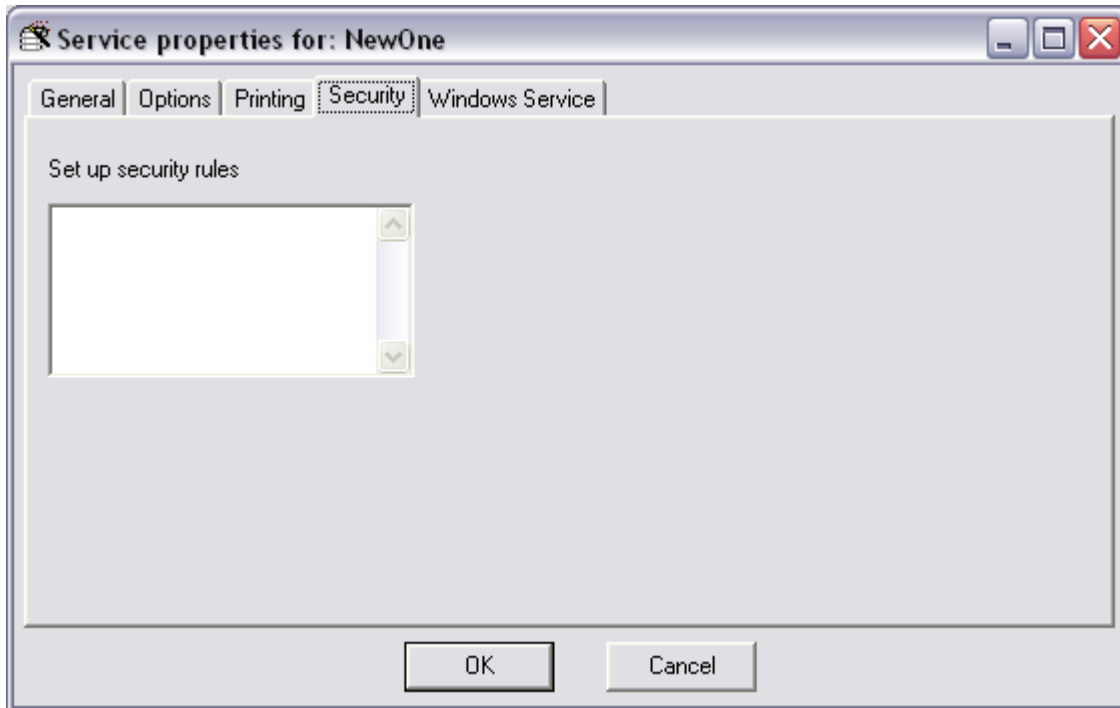 Service properties for: NewOne
General Options Printing Security Windows Service
Set up security rules
OK Cancel